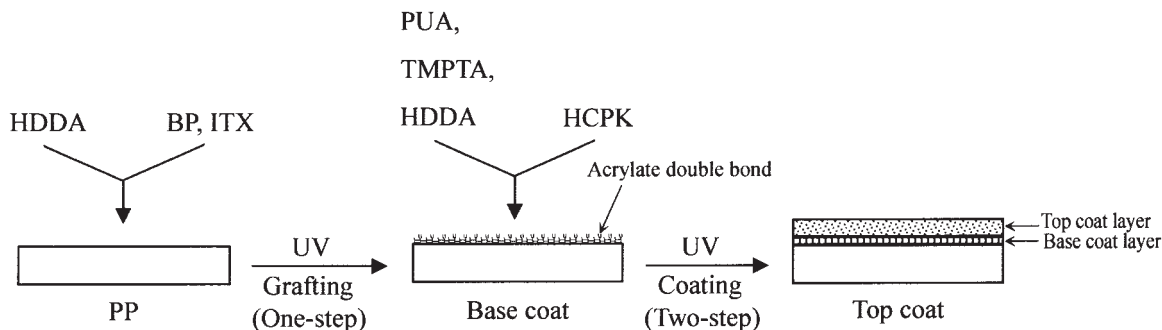 PUA,
TMPTA,
HDDA BP, ITX
HDDA HCPK
Acrylate double bond
Top coat layer
Base coat layer
UV
Grafting
(One-step)
UV
Coating
(Two-step)
PP
Base coat
Top coat